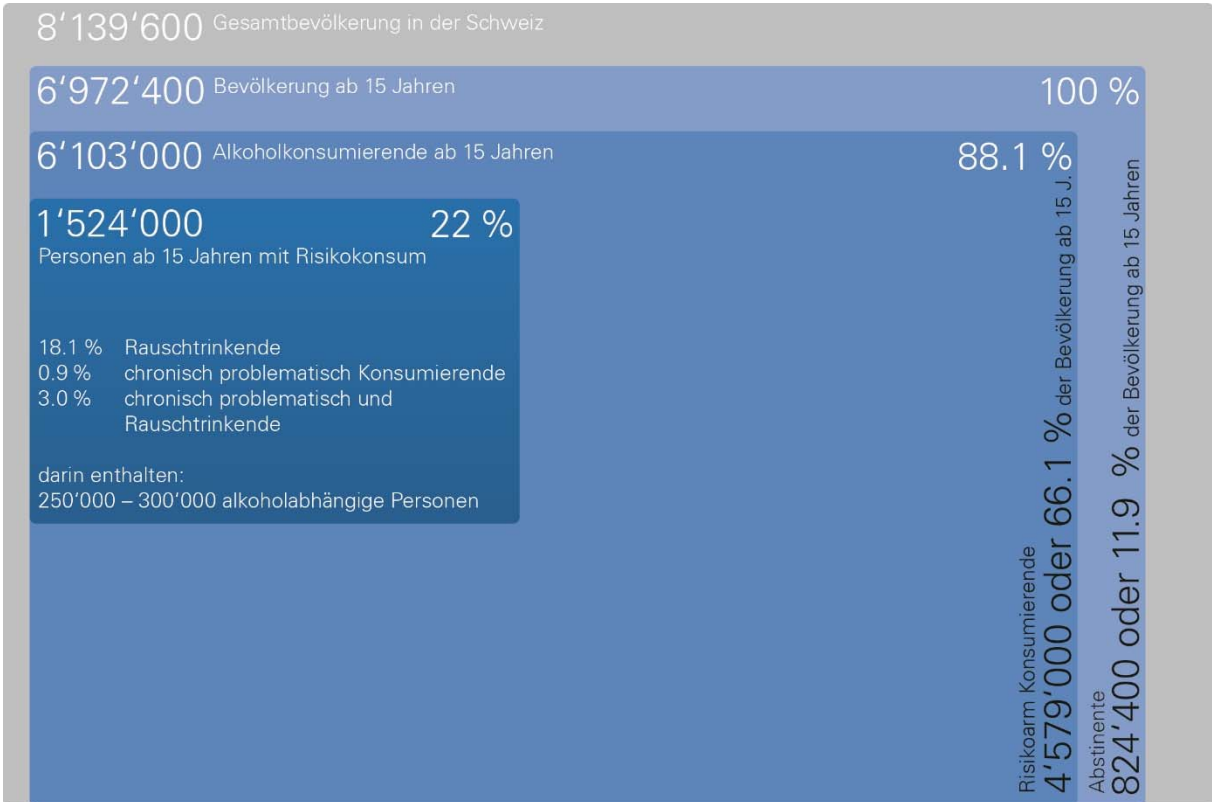 8‘139‘600 Gesamtbevölkerung in der Schweiz
6‘972‘400 Bevölkerung ab 15 Jahren 100 %
6‘103‘000 Alkoholkonsumierende ab 15 Jahren 88.1 %
1‘524‘000 22 %
Personen ab 15 Jahren mit Risikokonsum
18.1 % Rauschtrinkende
0.9 % chronisch problematisch Konsumierende
3.0 % chronisch problematisch und
Rauschtrinkende
darin enthalten:
250‘000 – 300‘000 alkoholabhängige Personen
Risikoarm Konsumierende
4‘579‘000 oder 66.1 % der Bevölkerung ab 15 J.
Abstinente
824‘400 oder 11.9 % der Bevölkerung ab 15 Jahren